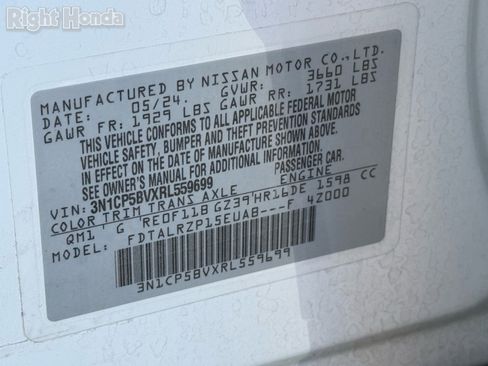 Right Honda
MANUFACTURED BY NISSAN MOTOR CO., LTD.
DATE: 05/24. GVWR: 3660 LBS
GAWR FR: 1929 LBS GAWR RR: 1731 LBS
THIS VEHICLE CONFORMS TO ALL APPLICABLE FEDERAL MOTOR
VEHICLE SAFETY, BUMPER AND THEFT PREVENTION STANDARDS
IN EFFECT ON THE DATE OF MANUFACTURE SHOWN ABOVE.
SEE OWNER'S MANUAL FOR ADDITIONAL INFORMATION
VIN: 3N1CP5BVXRL559699 PASSENGER CAR
COLOR TRIM TRANS AXLE ENGINE
QM1' G RE0F11B GZ39'HR16DE 1598 CC
MODEL: FDTALRZP15EUAB---F 4Z000
3N1CP5BVXRL559699